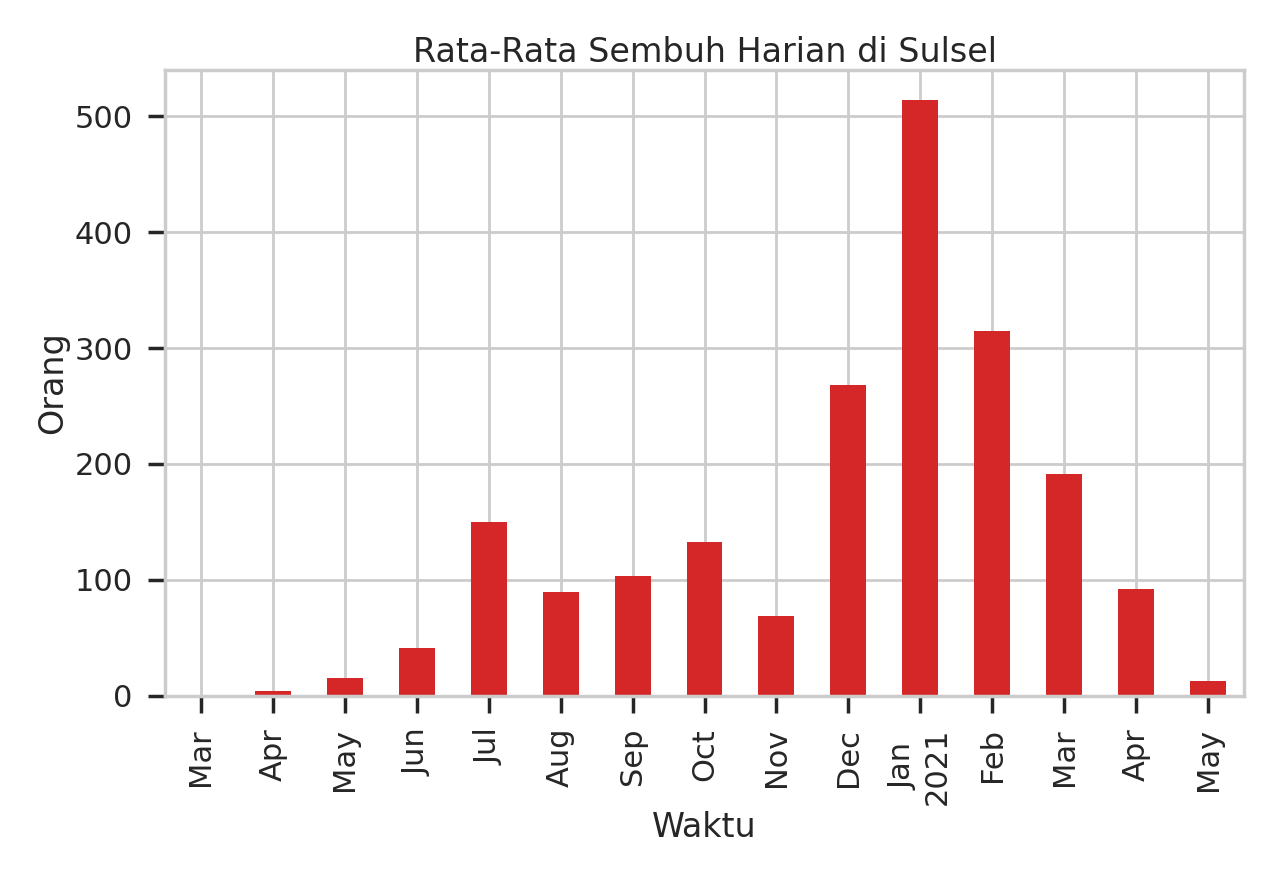 Rata-Rata Sembuh Harian di Sulsel
500
400
300
200
100
0
Orang
Mar
Apr
May
Jun
Jul
Aug
Sep
Oct
Nov
Dec
Jan
2021
Feb
Mar
Apr
May
Waktu